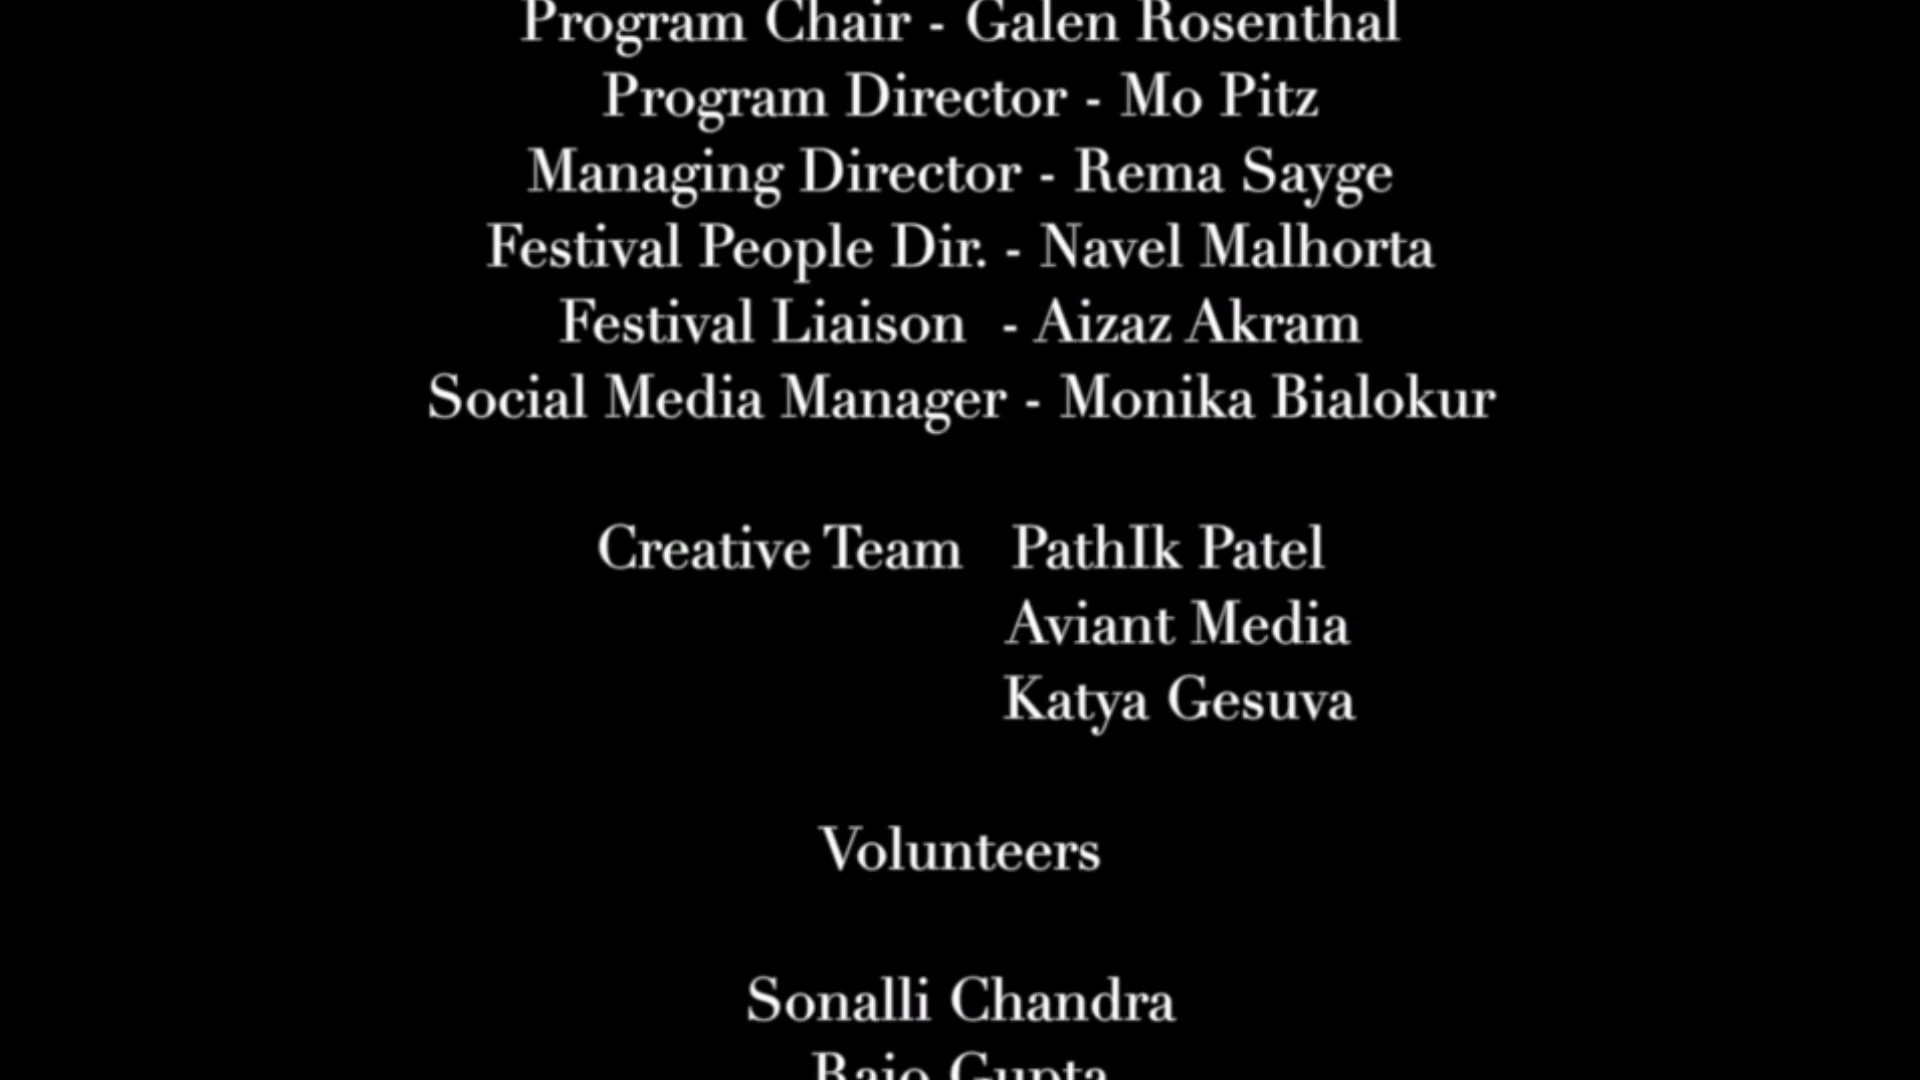 Program Chair - Galen Rosenthal
Program Director - Mo Pitz
Managing Director - Rema Sayge
Festival People Dir. - Navel Malhorta
Festival Liaison  - Aizaz Akram
Social Media Manager - Monika Bialokur
Creative Team   PathIk Patel
Aviant Media
Katya Gesuva
Volunteers
Sonalli Chandra
Gupta